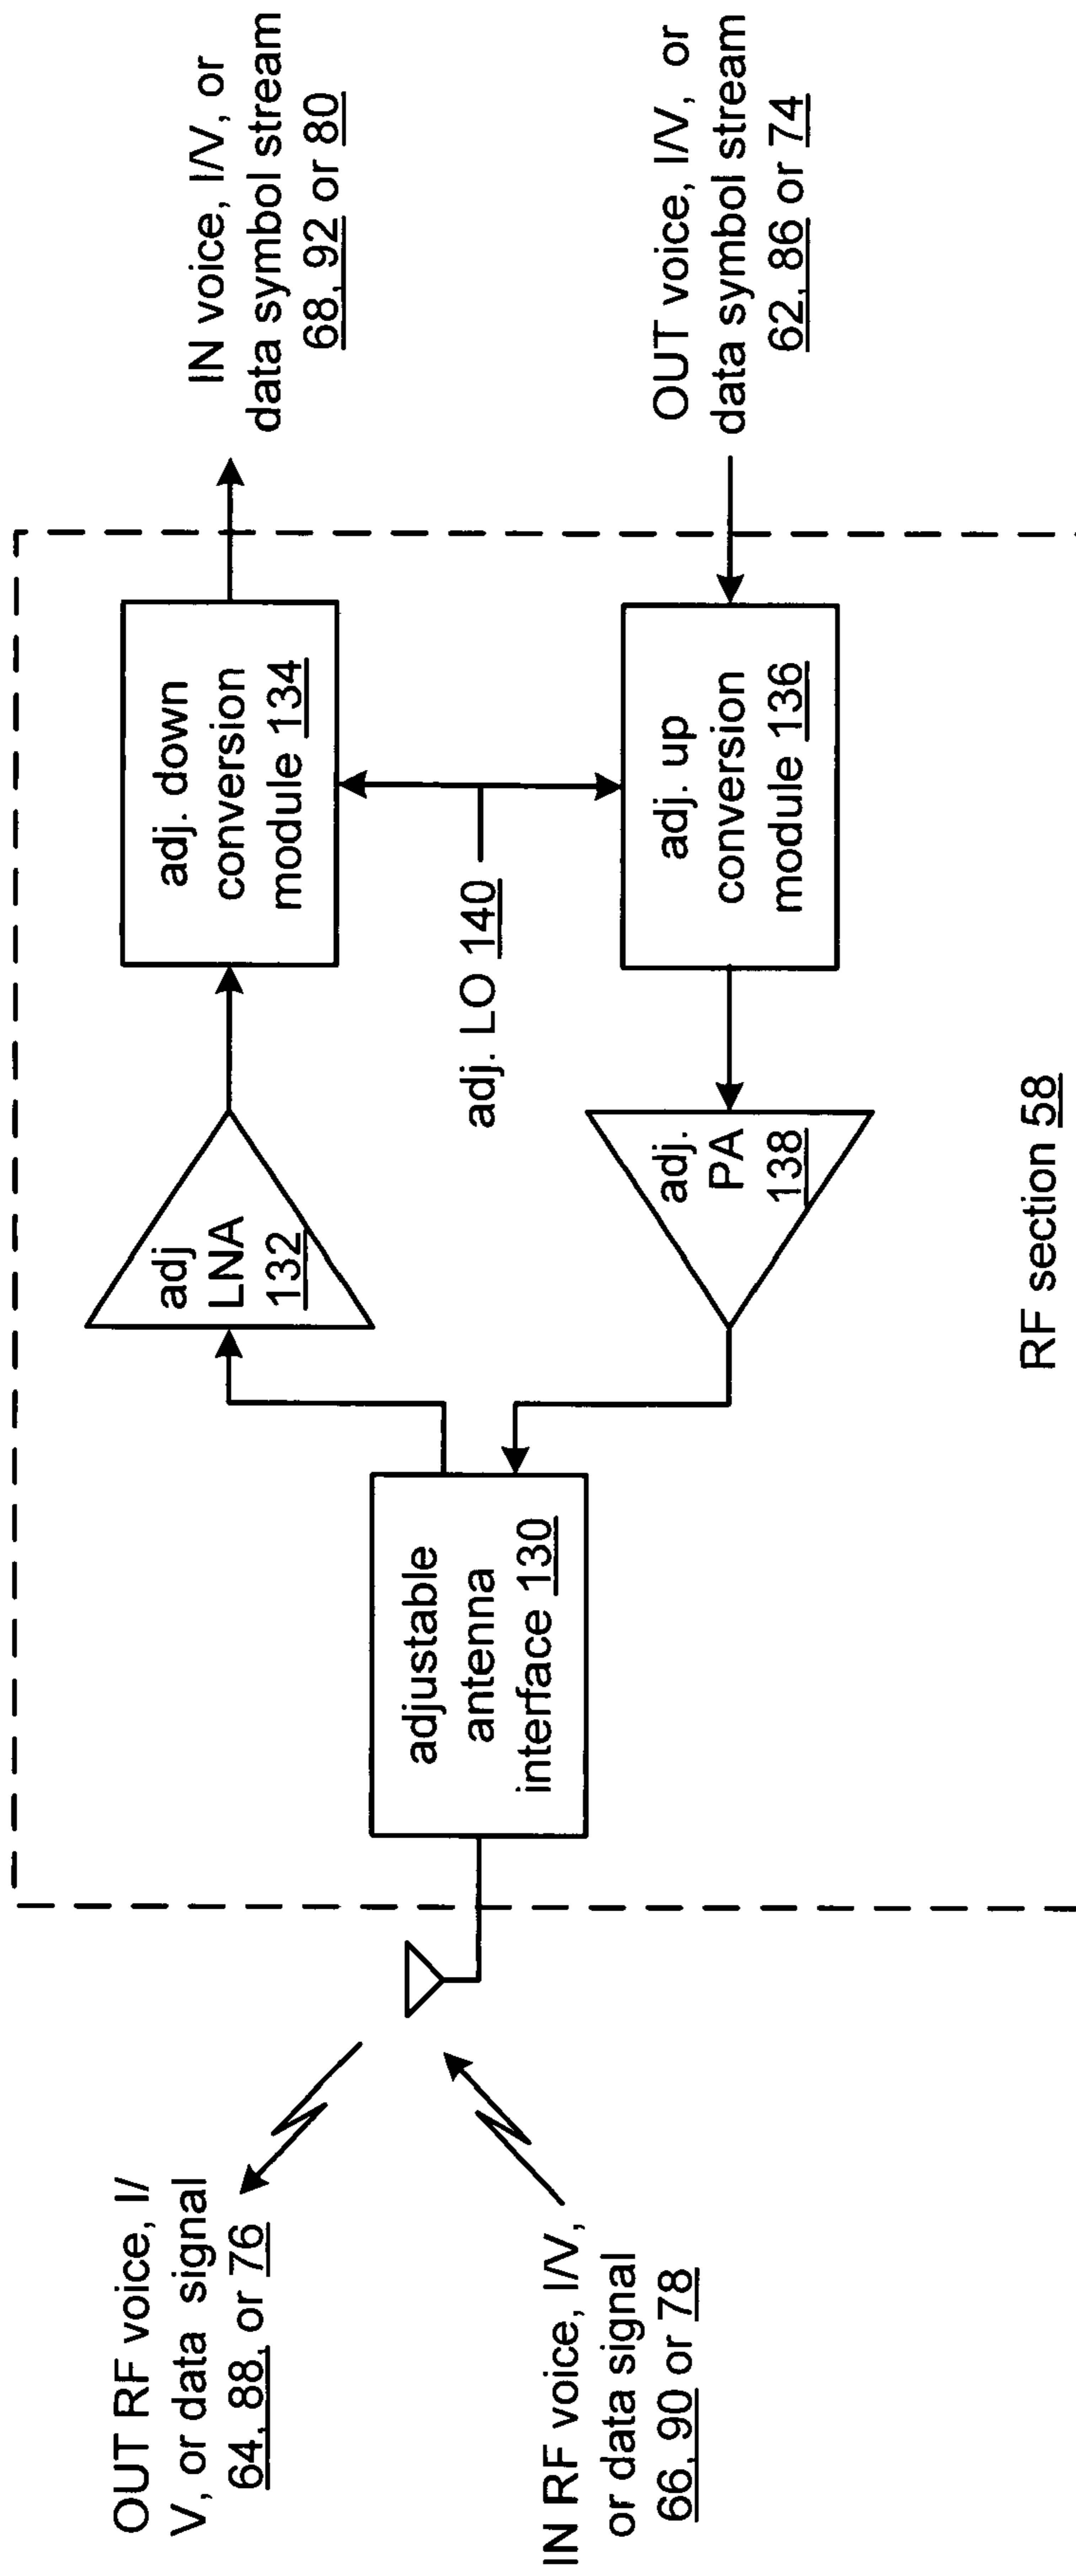 OUT RF voice, I/
V, or data signal
64, 88, or 76
IN RF voice, I/V,
or data signal
66, 90 or 78
adjustable
antenna
interface 130
adj
LNA
132
adj. down
conversion
module 134
IN voice, I/V, or
data symbol stream
68, 92 or 80
adj. LO 140
adj.
PA
138
adj. up
conversion
module 136
OUT voice, I/V, or
data symbol stream
62, 86 or 74
RF section 58